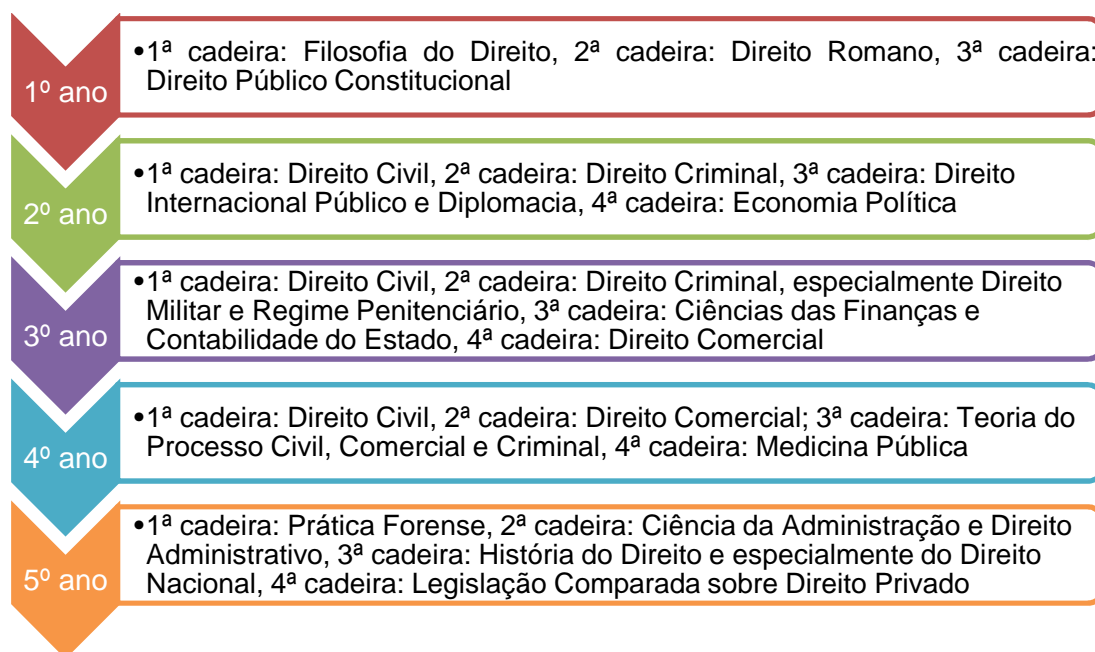 1º ano
•1ª cadeira: Filosofia do Direito, 2ª cadeira: Direito Romano, 3ª cadeira:
Direito Público Constitucional
2º ano
•1ª cadeira: Direito Civil, 2ª cadeira: Direito Criminal, 3ª cadeira: Direito
Internacional Público e Diplomacia, 4ª cadeira: Economia Política
3º ano
•1ª cadeira: Direito Civil, 2ª cadeira: Direito Criminal, especialmente Direito
Militar e Regime Penitenciário, 3ª cadeira: Ciências das Finanças e
Contabilidade do Estado, 4ª cadeira: Direito Comercial
4º ano
•1ª cadeira: Direito Civil, 2ª cadeira: Direito Comercial; 3ª cadeira: Teoria do
Processo Civil, Comercial e Criminal, 4ª cadeira: Medicina Pública
5º ano
•1ª cadeira: Prática Forense, 2ª cadeira: Ciência da Administração e Direito
Administrativo, 3ª cadeira: História do Direito e especialmente do Direito
Nacional, 4ª cadeira: Legislação Comparada sobre Direito Privado